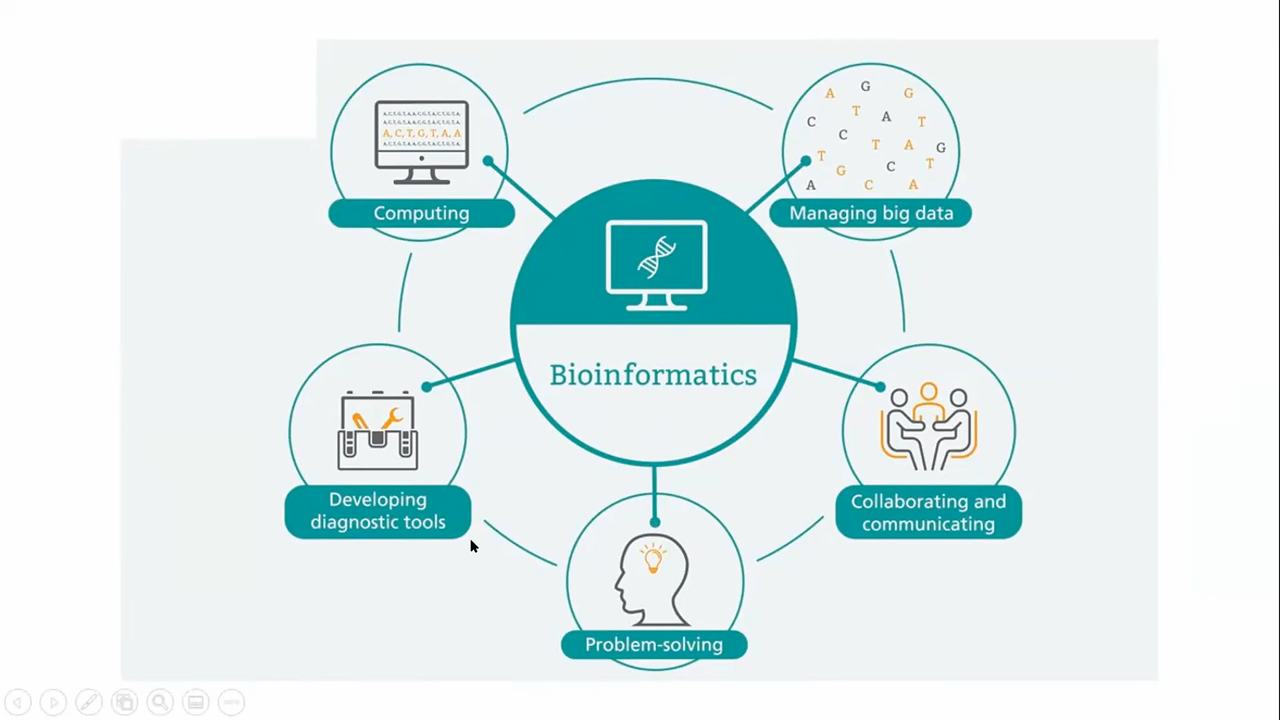 A, C, T, G, T, A, A
Computing
A G G
T
C A T
C
T A G
T
C T
G
A C A
Managing big data
Bioinformatics
Developing
diagnostic tools
Collaborating and
communicating
Problem-solving